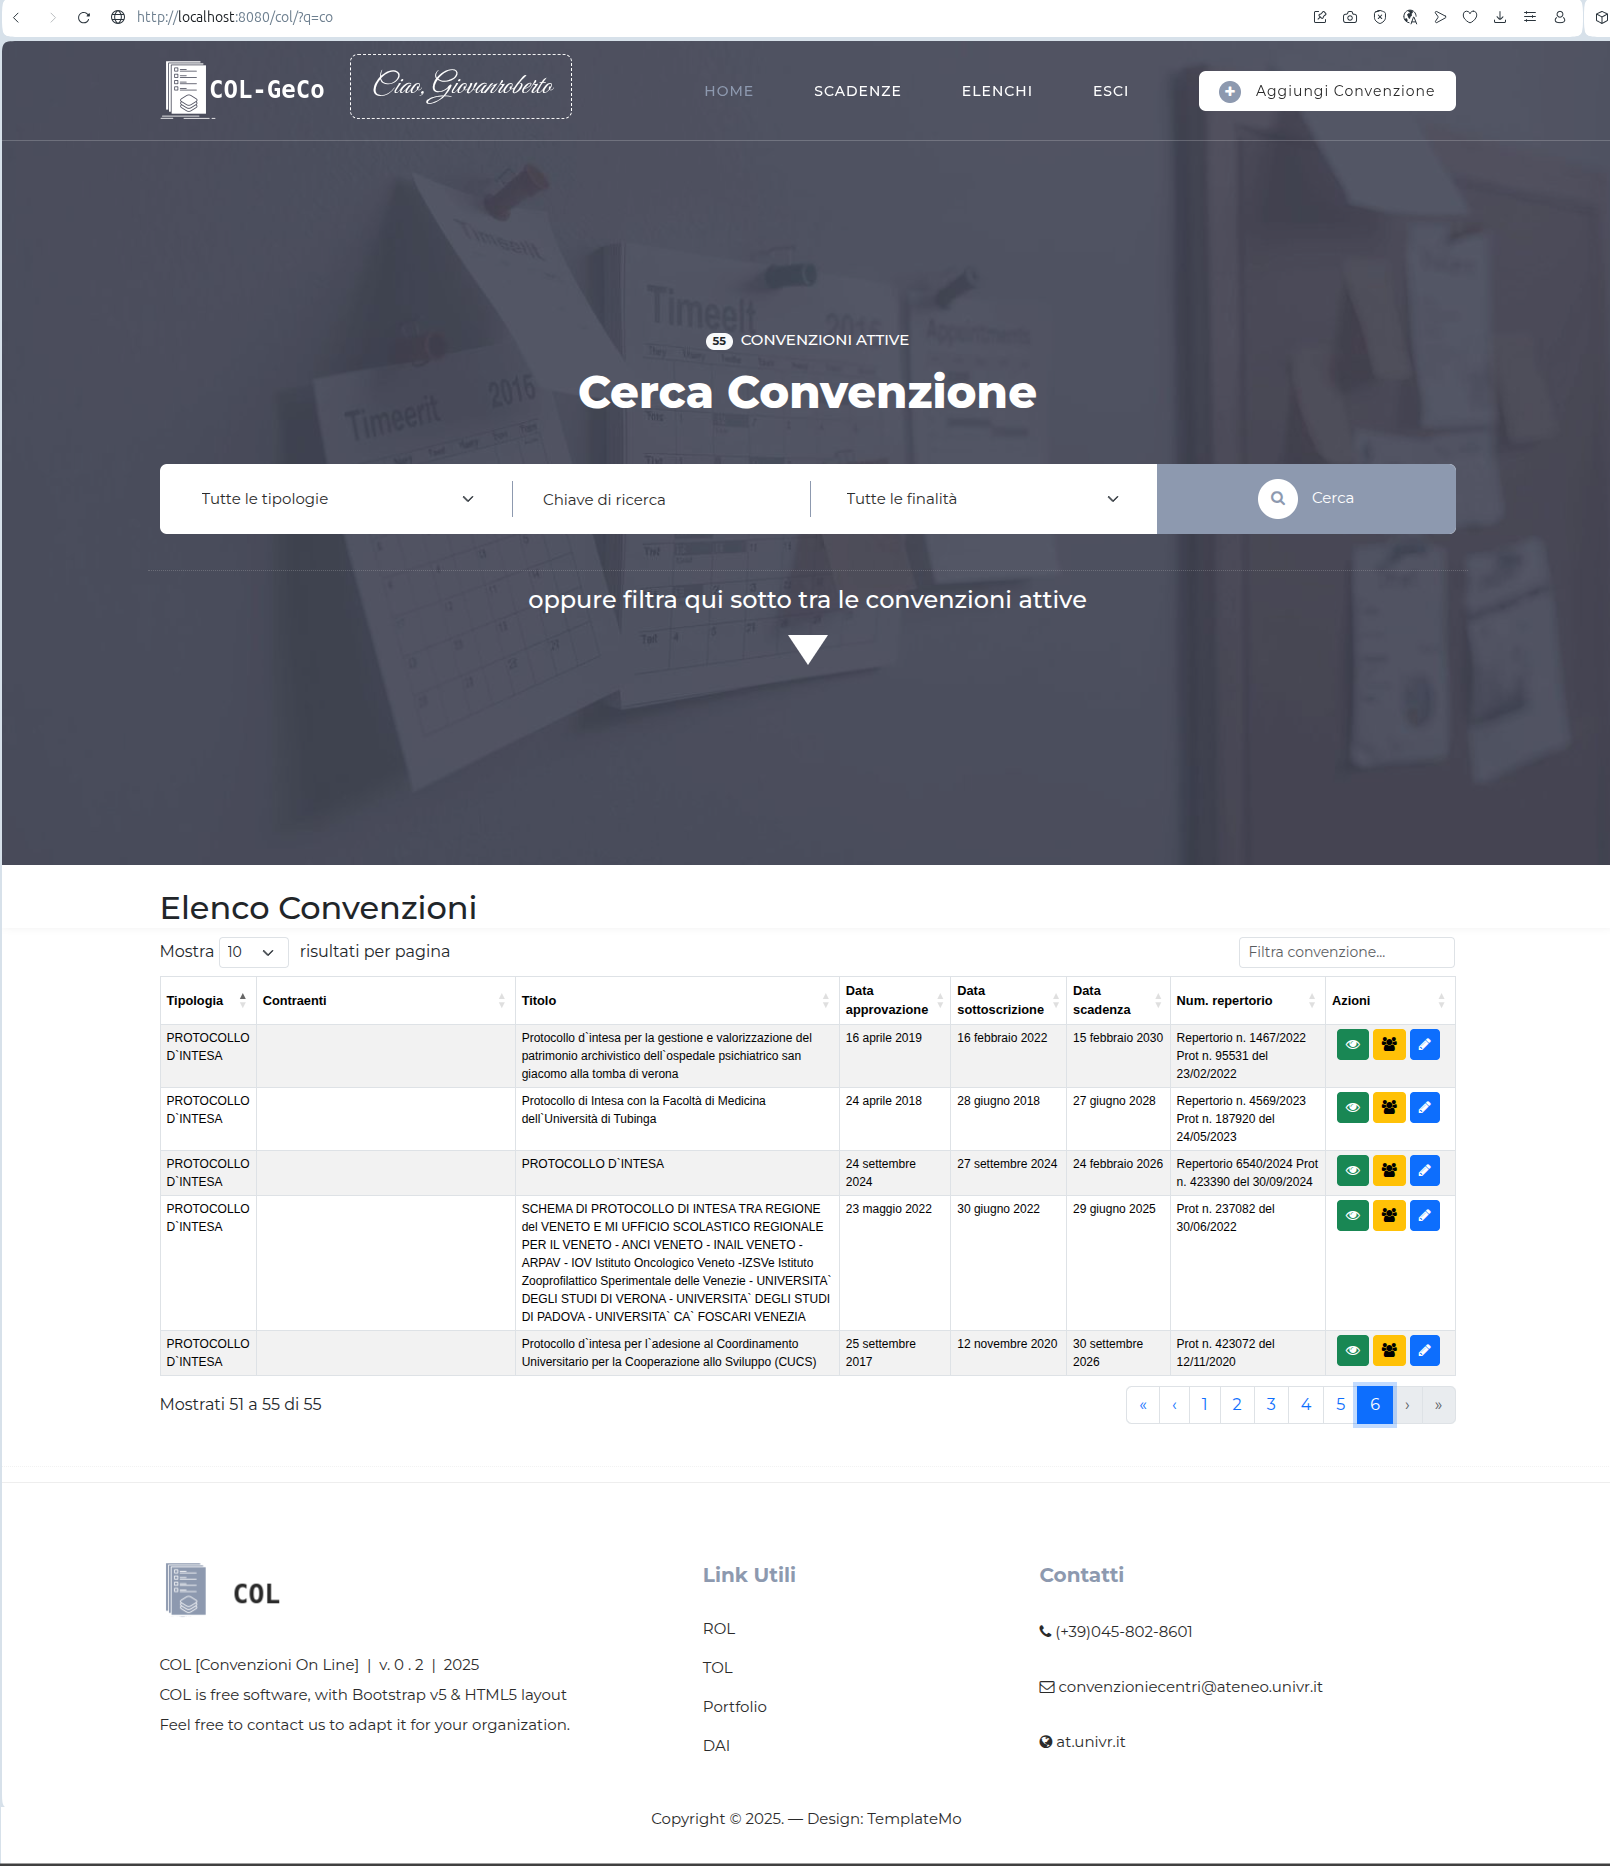 http://localhost:8080/col/?q=co
COL-GeCo
Ciao, Giovanroberto
HOME
SCADENZE
ELENCHI
ESCI
Aggiungi Convenzione
Timeerit
Timeerit
2016
Timeerit
2016
Appointments
55 CONVENZIONI ATTIVE
Cerca Convenzione
Tutte le tipologie
Chiave di ricerca
Tutte le finalità
Cerca
oppure filtra qui sotto tra le convenzioni attive
Elenco Convenzioni
Mostra 10 risultati per pagina
Filtra convenzione...
Tipologia
Contraenti
Titolo
Data
approvazione
Data
sottoscrizione
Data
scadenza
Num. repertorio
Azioni
PROTOCOLLO
D`INTESA
Protocollo d`intesa per la gestione e valorizzazione del
patrimonio archivistico dell`ospedale psichiatrico san
giacomo alla tomba di verona
16 aprile 2019
16 febbraio 2022
15 febbraio 2030
Repertorio n. 1467/2022
Prot n. 95531 del
23/02/2022
PROTOCOLLO
D`INTESA
Protocollo di Intesa con la Facoltà di Medicina
dell`Università di Tubinga
24 aprile 2018
28 giugno 2018
27 giugno 2028
Repertorio n. 4569/2023
Prot n. 187920 del
24/05/2023
PROTOCOLLO
D`INTESA
PROTOCOLLO D`INTESA
24 settembre
2024
27 settembre 2024
24 febbraio 2026
Repertorio 6540/2024 Prot
n. 423390 del 30/09/2024
PROTOCOLLO
D`INTESA
SCHEMA DI PROTOCOLLO DI INTESA TRA REGIONE
del VENETO E MI UFFICIO SCOLASTICO REGIONALE
PER IL VENETO - ANCI VENETO - INAIL VENETO -
ARPAV - IOV Istituto Oncologico Veneto -IZSVe Istituto
Zooprofilattico Sperimentale delle Venezie - UNIVERSITA`
DEGLI STUDI DI VERONA - UNIVERSITA` DEGLI STUDI
DI PADOVA - UNIVERSITA` CA` FOSCARI VENEZIA
23 maggio 2022
30 giugno 2022
29 giugno 2025
Prot n. 237082 del
30/06/2022
PROTOCOLLO
D`INTESA
Protocollo d`intesa per l`adesione al Coordinamento
Universitario per la Cooperazione allo Sviluppo (CUCS)
25 settembre
2017
12 novembre 2020
30 settembre
2026
Prot n. 423072 del
12/11/2020
Mostrati 51 a 55 di 55
« ‹ 1 2 3 4 5 6 › »
COL
COL [Convenzioni On Line] | v. 0 . 2 | 2025
COL is free software, with Bootstrap v5 & HTML5 layout
Feel free to contact us to adapt it for your organization.
Link Utili
ROL
TOL
Portfolio
DAI
Contatti
(+39)045-802-8601
convenzioniecentri@ateneo.univr.it
at.univr.it
Copyright © 2025. — Design: TemplateMo